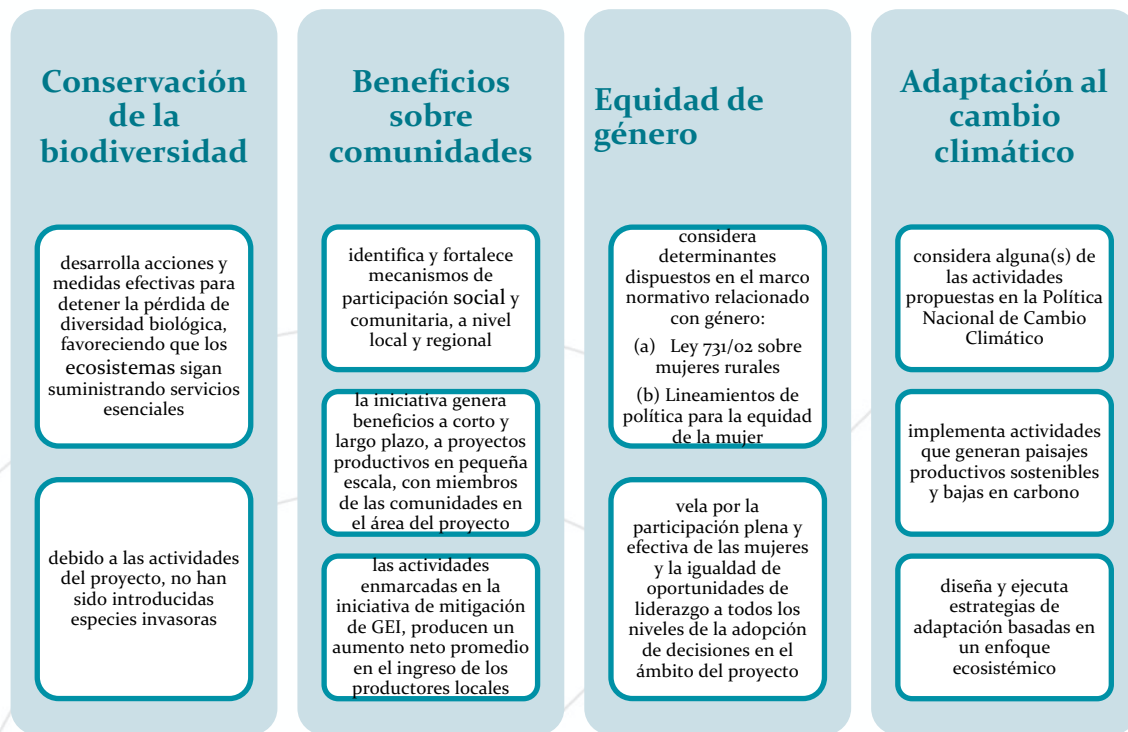 Conservación
de la
biodiversidad
desarrolla acciones y
medidas efectivas para
detener la pérdida de
diversidad biológica,
favoreciendo que los
ecosistemas sigan
suministrando servicios
esenciales
debido a las actividades
del proyecto, no han
sido introducidas
especies invasoras
Beneficios
sobre
comunidades
identifica y fortalece
mecanismos de
participación social y
comunitaria, a nivel
local y regional
la iniciativa genera
beneficios a corto y
largo plazo, a proyectos
productivos en pequeña
escala, con miembros
de las comunidades en
el área del proyecto
las actividades
enmarcadas en la
iniciativa de mitigación
de GEI, producen un
aumento neto promedio
en el ingreso de los
productores locales
Equidad de
género
considera
determinantes
dispuestos en el marco
normativo relacionado
con género:
(a) Ley 731/02 sobre
mujeres rurales
(b) Lineamientos de
política para la equidad
de la mujer
vela por la
participación plena y
efectiva de las mujeres
y la igualdad de
oportunidades de
liderazgo a todos los
niveles de la adopción
de decisiones en el
ámbito del proyecto
Adaptación al
cambio
climático
considera alguna(s) de
las actividades
propuestas en la Política
Nacional de Cambio
Climático
implementa actividades
que generan paisajes
productivos sostenibles
y bajas en carbono
diseña y ejecuta
estrategias de
adaptación basadas en
un enfoque
ecosistémico